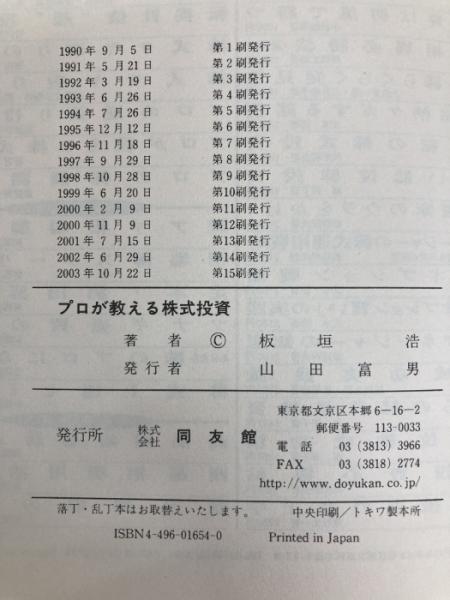 1990年 9月 5日 第1刷発行
1991年 5月21日 第2刷発行
1992年 3月19日 第3刷発行
1993年 6月26日 第4刷発行
1994年 7月26日 第5刷発行
1995年12月12日 第6刷発行
1996年11月18日 第7刷発行
1997年 9月29日 第8刷発行
1998年10月28日 第9刷発行
1999年 6月20日 第10刷発行
2000年 2月 9日 第11刷発行
2000年11月 9日 第12刷発行
2001年 7月15日 第13刷発行
2002年 6月29日 第14刷発行
2003年10月22日 第15刷発行
プロが教える株式投資
著者 © 板垣浩
発行者 山田富男
発行所 株式会社 同友館
東京都文京区本郷6-16-2
郵便番号 113-0033
電話 03 (3813) 3966
FAX 03 (3818) 2774
http://www.doyukan.co.jp/
落丁・乱丁本はお取替えいたします。 中央印刷/トキワ製本所
ISBN4-496-01654-0 Printed in Japan